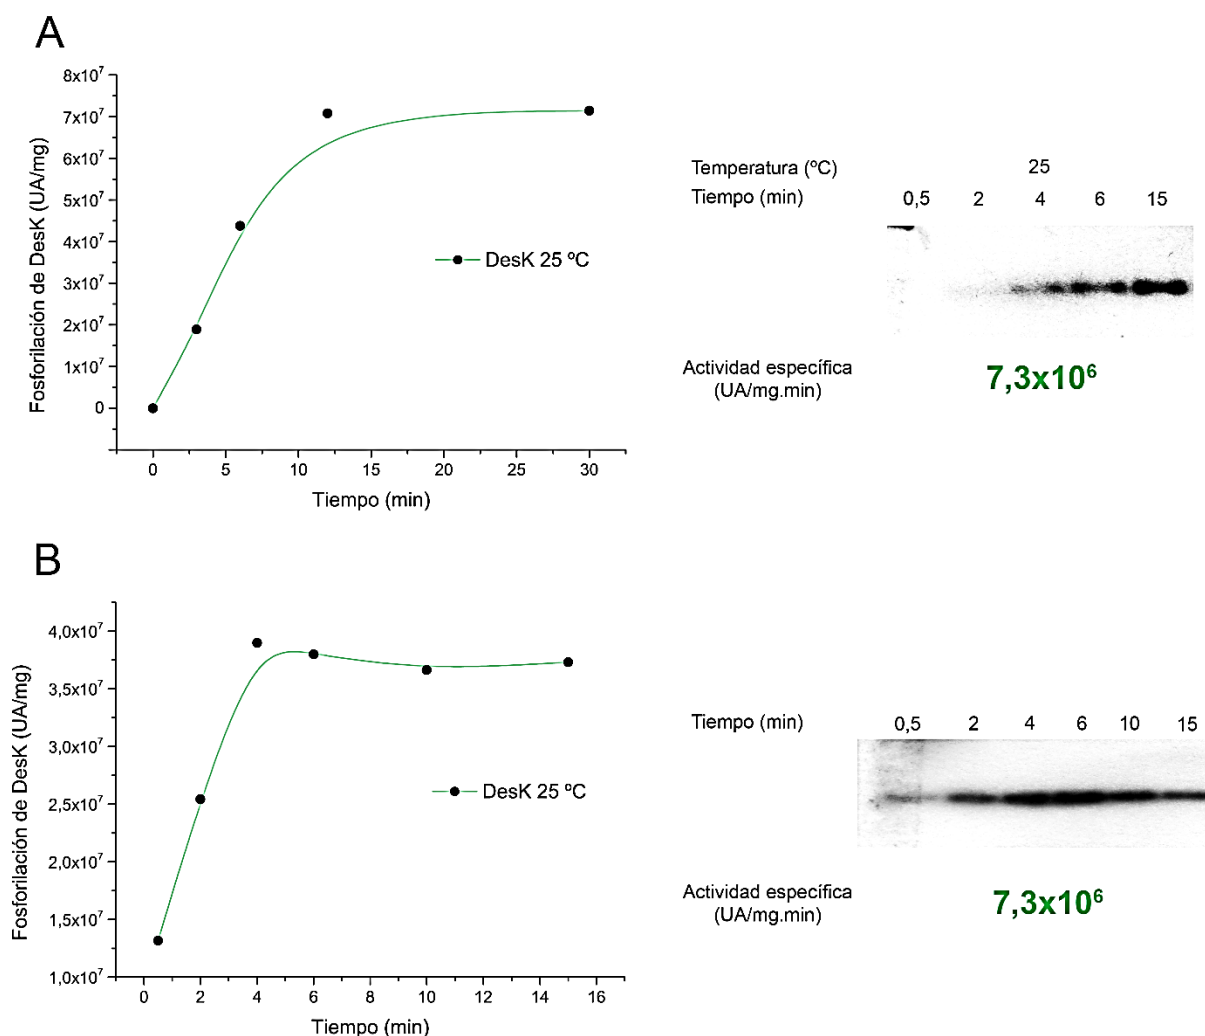 A
Fosforilación de DesK (UA/mg)
8x10⁷
7x10⁷
6x10⁷
5x10⁷
4x10⁷
3x10⁷
2x10⁷
1x10⁷
0
0 5 10 15 20 25 30
Tiempo (min)
DesK 25 ºC
Temperatura (ºC) 25
Tiempo (min) 0,5 2 4 6 15
Actividad específica
(UA/mg.min)
7,3x10⁶
B
Fosforilación de DesK (UA/mg)
4,0x10⁷
3,5x10⁷
3,0x10⁷
2,5x10⁷
2,0x10⁷
1,5x10⁷
1,0x10⁷
0 2 4 6 8 10 12 14 16
Tiempo (min)
DesK 25 ºC
Tiempo (min) 0,5 2 4 6 10 15
Actividad específica
(UA/mg.min)
7,3x10⁶